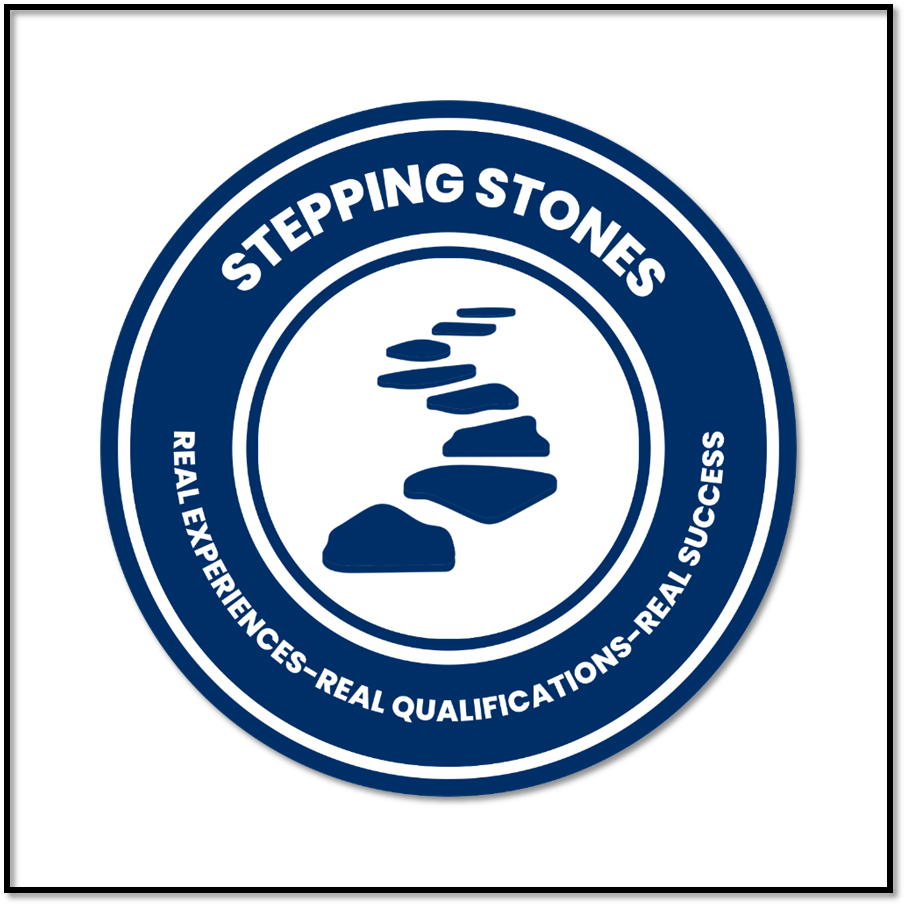 STEPPING STONES
REAL EXPERIENCES-REAL QUALIFICATIONS-REAL SUCCESS